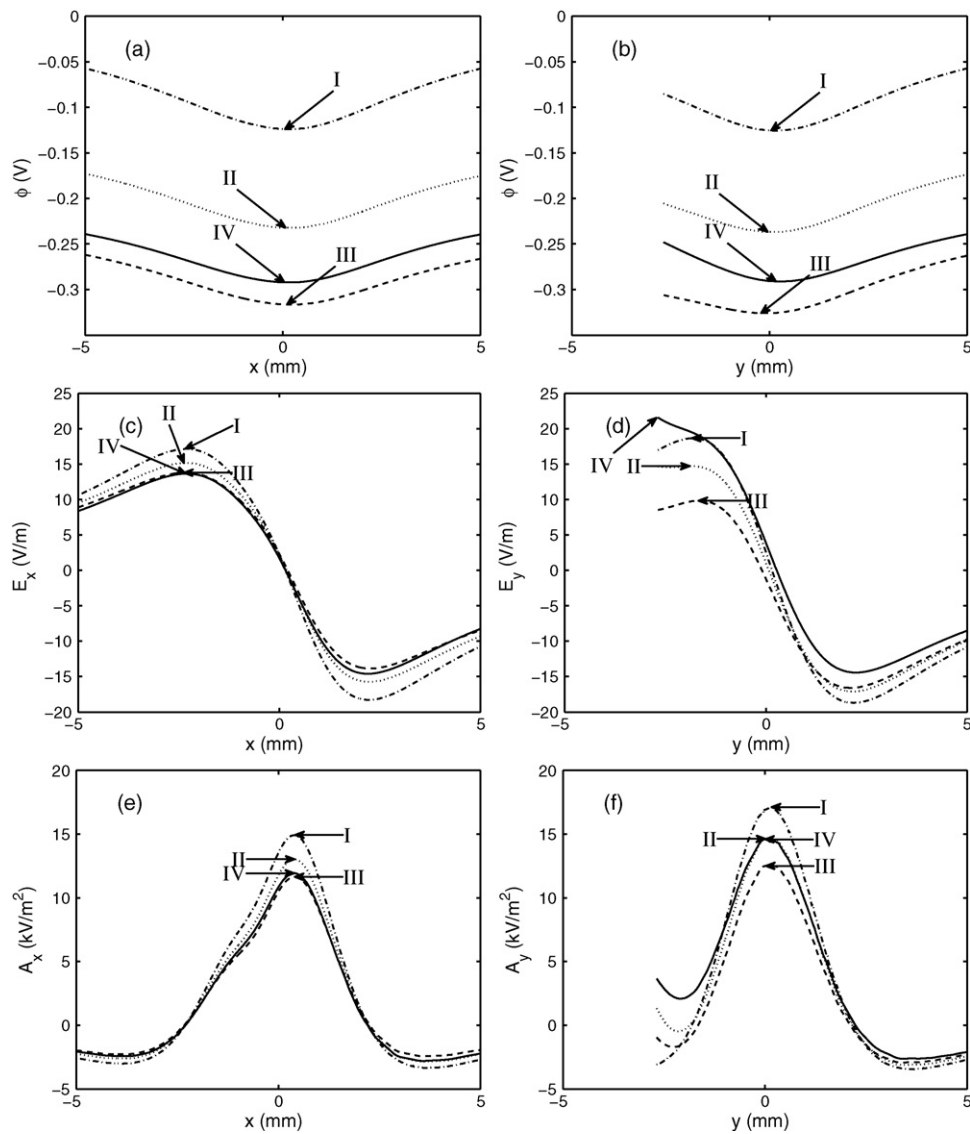 (a)
I
II
IV
III
0
−0.05
−0.1
−0.15
−0.2
−0.25
−0.3
ϕ (V)
−5
0
5
x (mm)
(b)
I
II
IV
III
0
−0.05
−0.1
−0.15
−0.2
−0.25
−0.3
ϕ (V)
−5
0
5
y (mm)
(c)
II
I
IV
III
25
20
15
10
5
0
−5
−10
−15
−20
E_x (V/m)
−5
0
5
x (mm)
(d)
I
IV
II
III
25
20
15
10
5
0
−5
−10
−15
−20
E_y (V/m)
−5
0
5
y (mm)
(e)
I
II
IV
III
20
15
10
5
0
−5
A_x (kV/m²)
−5
0
5
x (mm)
(f)
I
II
IV
III
20
15
10
5
0
−5
A_y (kV/m²)
−5
0
5
y (mm)